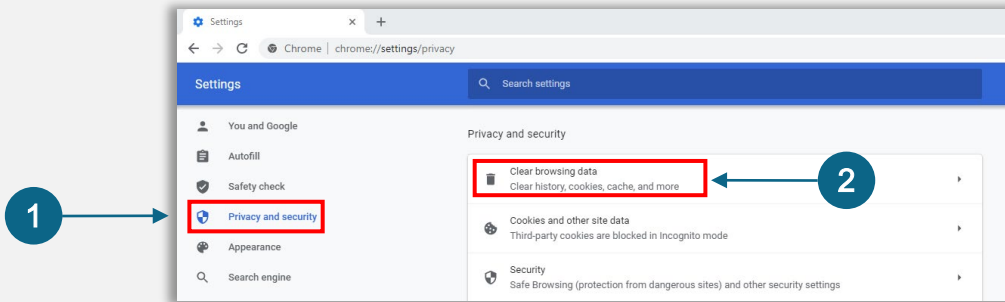 Settings
Chrome | chrome://settings/privacy
Settings
Search settings
You and Google
Autofill
Safety check
Privacy and security
Appearance
Search engine
Privacy and security
Clear browsing data
Clear history, cookies, cache, and more
Cookies and other site data
Third-party cookies are blocked in Incognito mode
Security
Safe Browsing (protection from dangerous sites) and other security settings
1
2